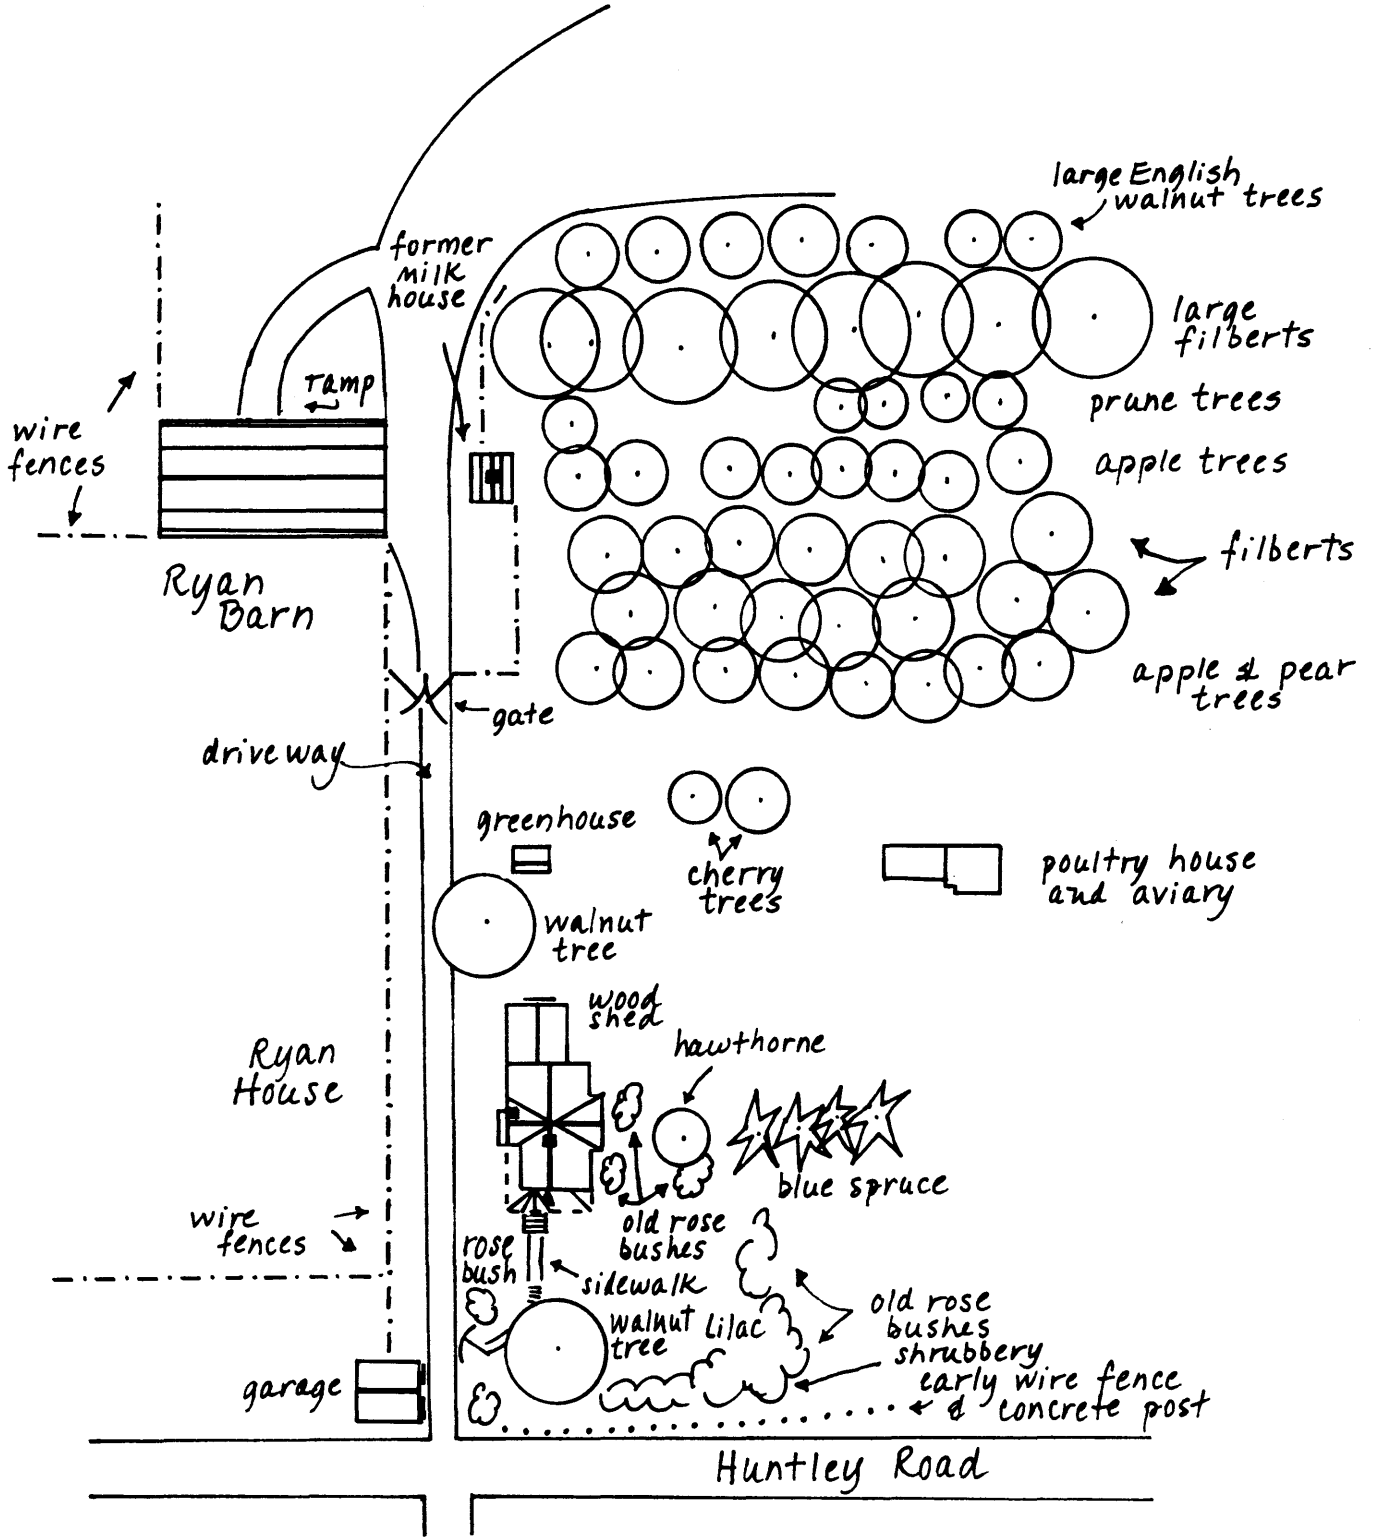 large English
walnut trees
former
milk
house
large
filberts
ramp
prune trees
wire
fences
apple trees
filberts
Ryan
Barn
apple & pear
trees
gate
driveway
greenhouse
cherry
trees
poultry house
and aviary
walnut
tree
wood
shed
hawthorne
Ryan
House
blue spruce
wire
fences
old rose
bushes
rose
bush
sidewalk
walnut
tree
Lilac
old rose
bushes
shrubbery
early wire fence
& concrete post
garage
Huntley Road